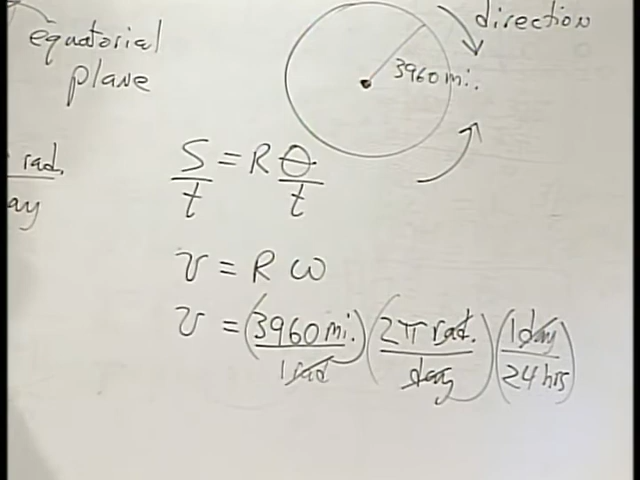 equatorial
plane
direction
3960 mi.
rad.
ay
S/t = R θ/t
v = R ω
v = (3960 mi./1 rad) (2π rad./day) (1 day/24 hrs)